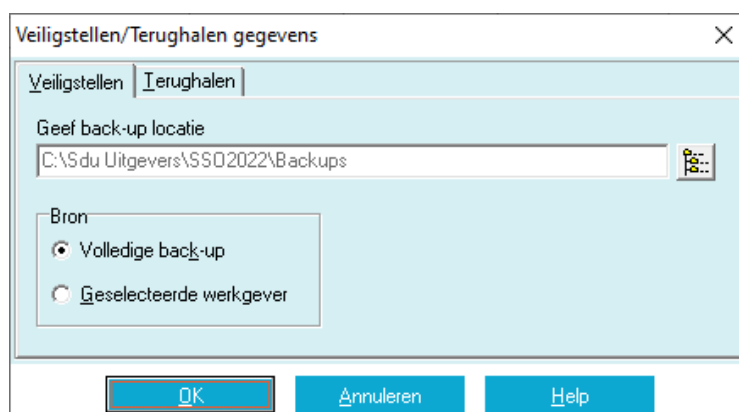 Veiligstellen/Terughalen gegevens
Veiligstellen Terughalen
Geef back-up locatie
C:\Sdu Uitgevers\SSO2022\Backups
Bron
Volledige back-up
Geselecteerde werkgever
OK Annuleren Help